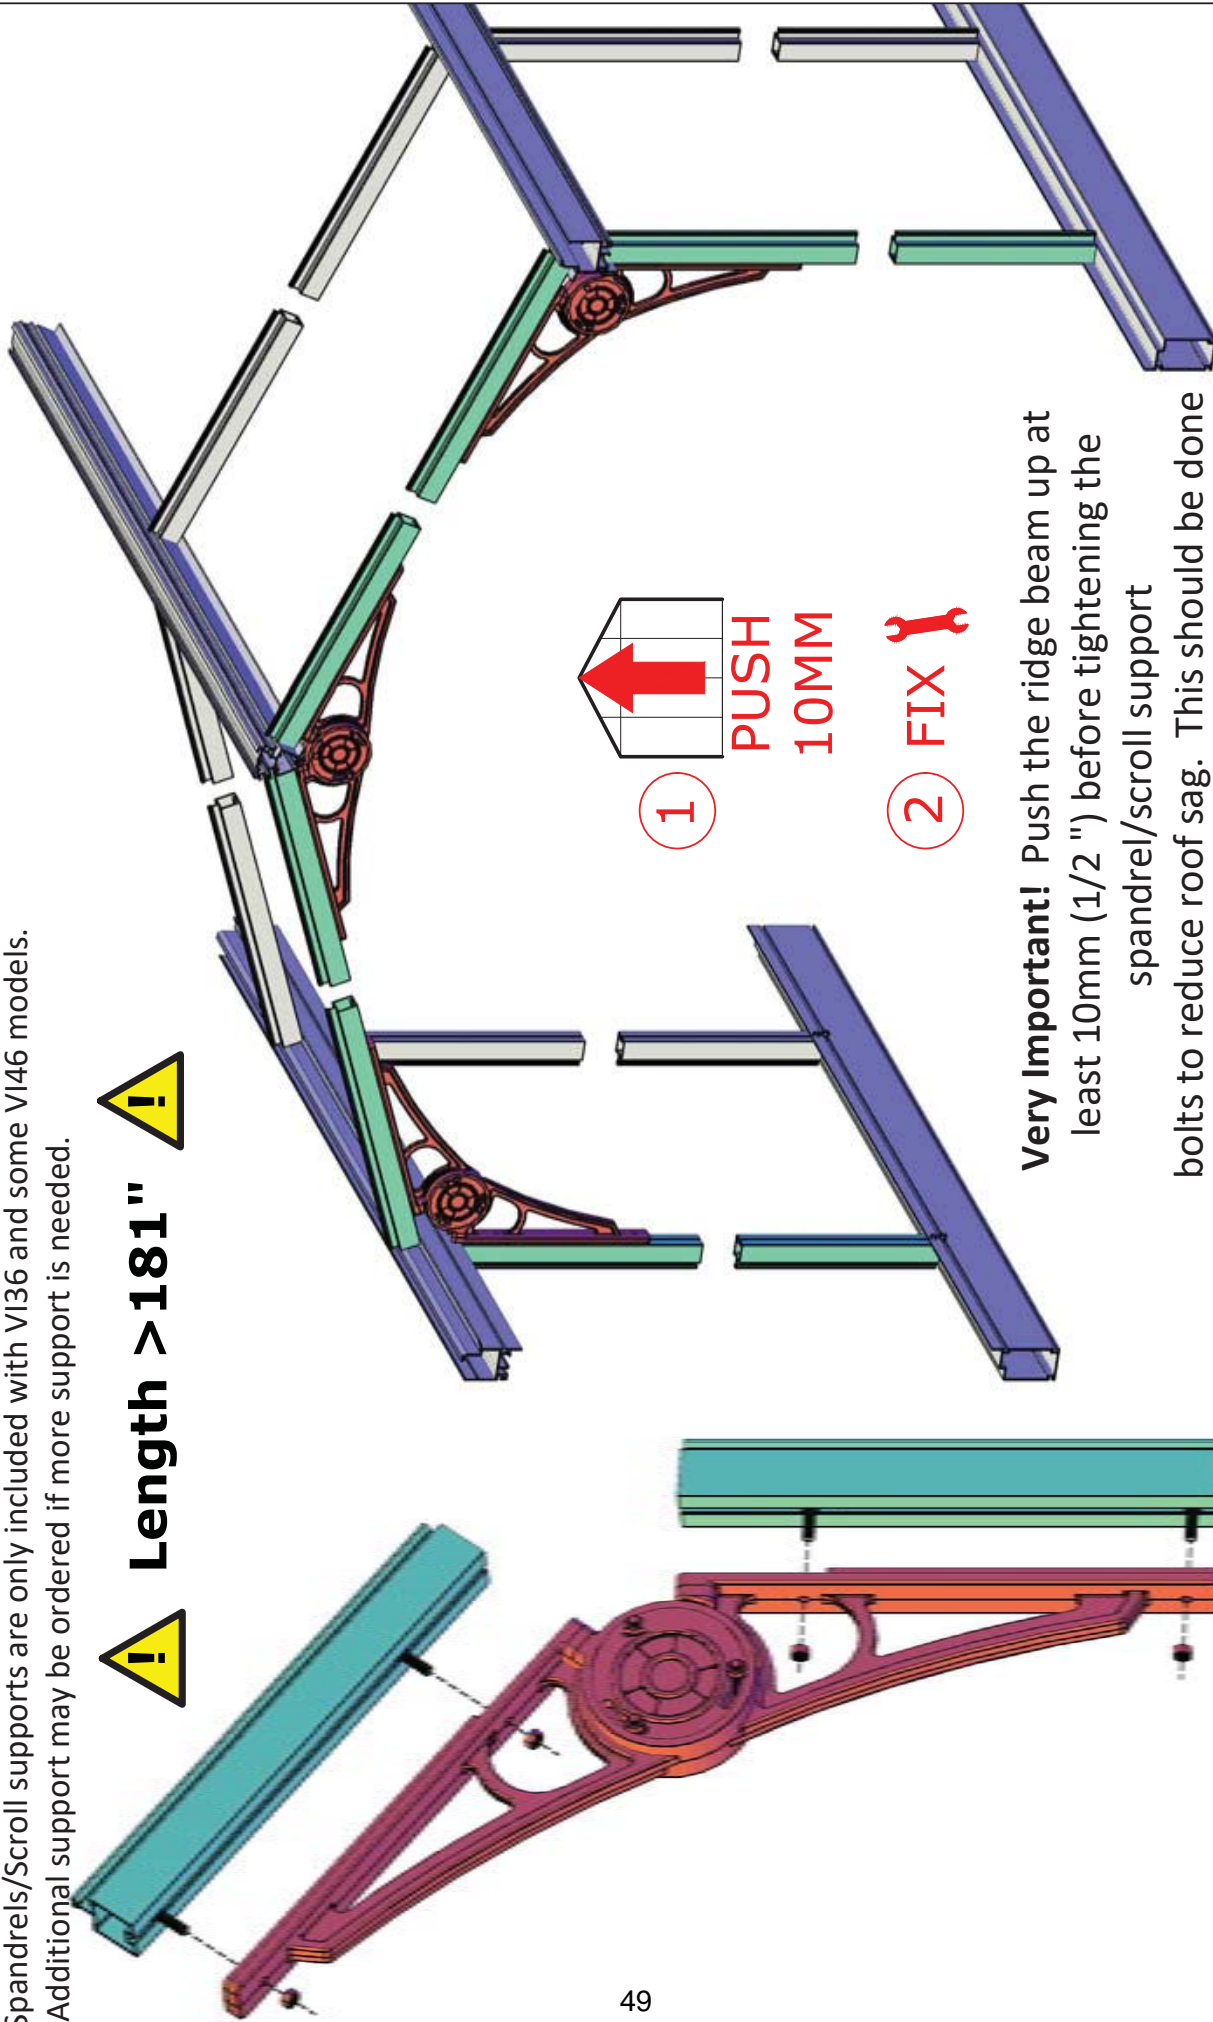 Spandrels/Scroll supports are only included with VI36 and some VI46 models.
Additional support may be ordered if more support is needed.
! Length >181" !
1
PUSH
10MM
2 FIX
Very Important! Push the ridge beam up at
least 10mm (1/2 ") before tightening the
spandrel/scroll support
bolts to reduce roof sag. This should be done
49